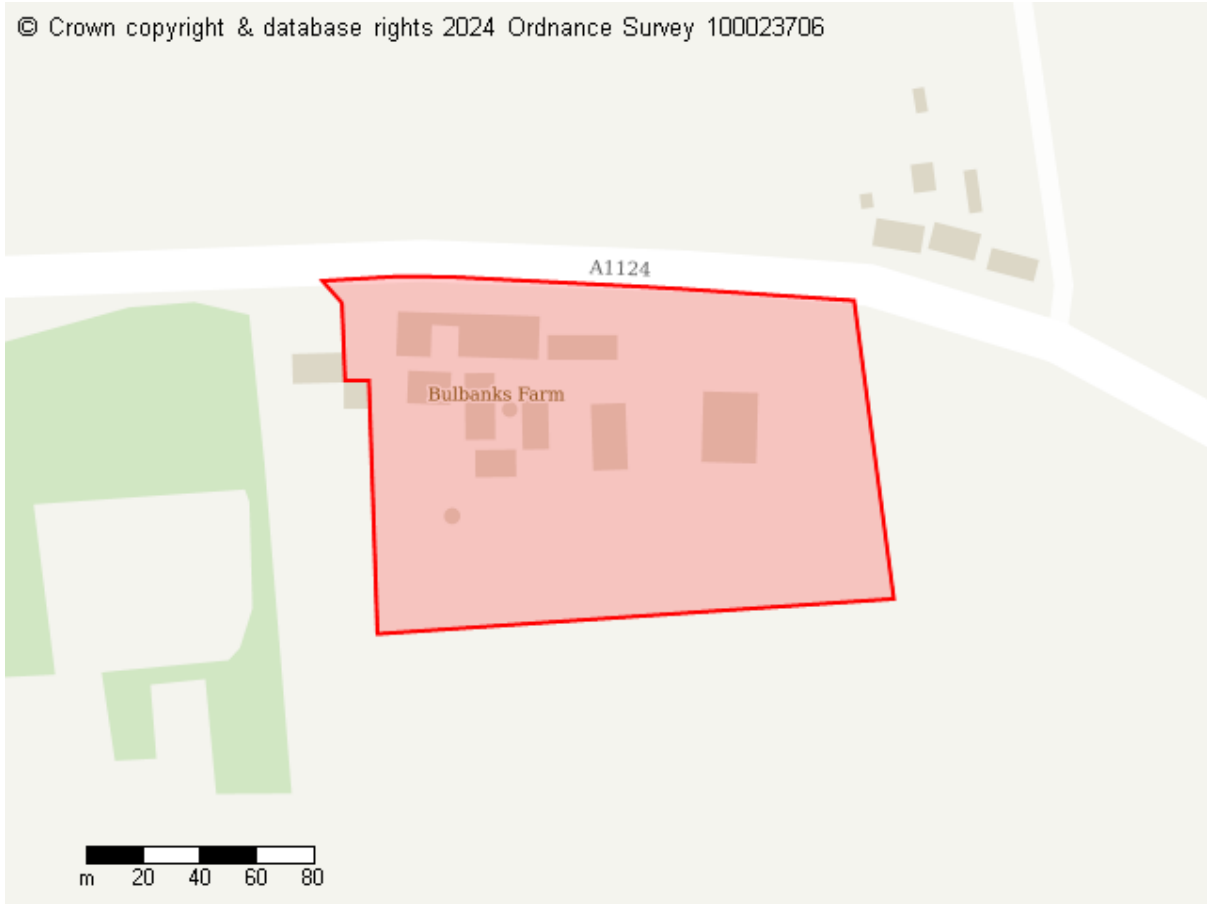 © Crown copyright & database rights 2024 Ordnance Survey 100023706
A1124
Bulbanks Farm
m 20 40 60 80